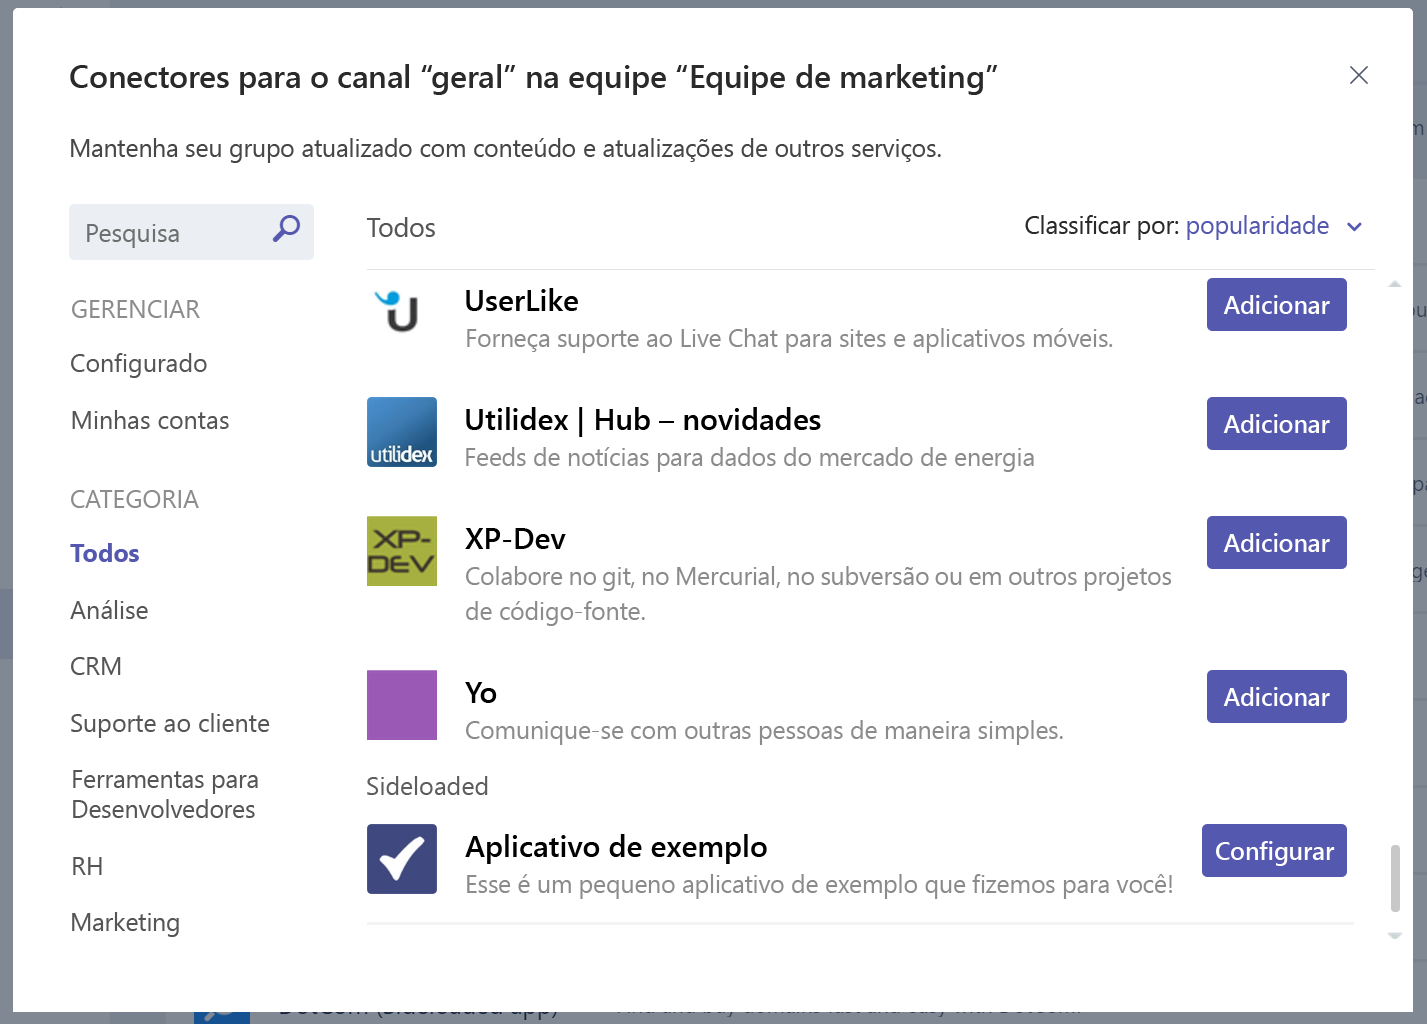 Conectores para o canal “geral” na equipe “Equipe de marketing”
Mantenha seu grupo atualizado com conteúdo e atualizações de outros serviços.
Pesquisa
GERENCIAR
Configurado
Minhas contas
CATEGORIA
Todos
Análise
CRM
Suporte ao cliente
Ferramentas para
Desenvolvedores
RH
Marketing
Todos
Classificar por: popularidade
UserLike
Forneça suporte ao Live Chat para sites e aplicativos móveis.
Adicionar
utilidex
Utilidex | Hub – novidades
Feeds de notícias para dados do mercado de energia
Adicionar
XP-
DEV
XP-Dev
Colabore no git, no Mercurial, no subversão ou em outros projetos
de código-fonte.
Adicionar
Yo
Comunique-se com outras pessoas de maneira simples.
Adicionar
Sideloaded
Aplicativo de exemplo
Esse é um pequeno aplicativo de exemplo que fizemos para você!
Configurar